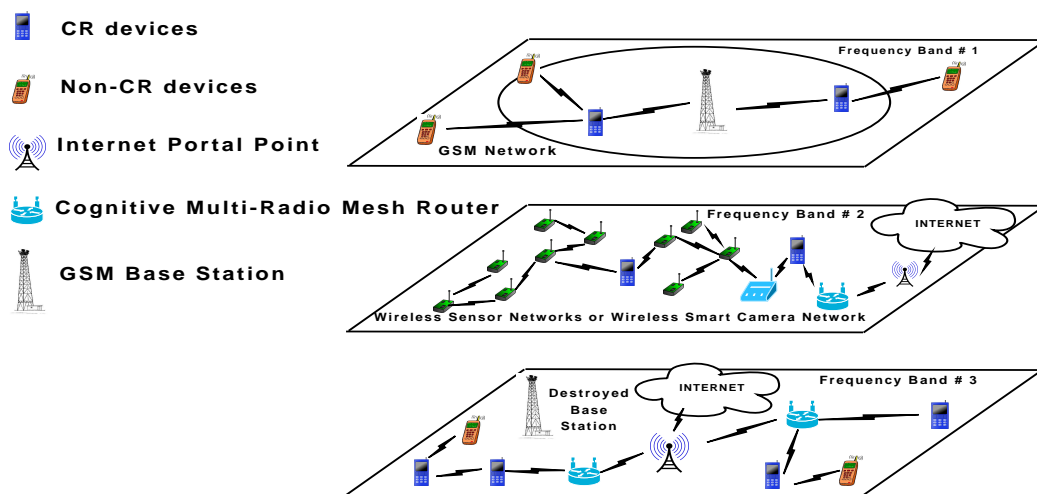 CR devices
Non-CR devices
Internet Portal Point
Cognitive Multi-Radio Mesh Router
GSM Base Station
Frequency Band # 1
GSM Network
Frequency Band # 2
INTERNET
Wireless Sensor Networks or Wireless Smart Camera Network
Destroyed
Base
Station
INTERNET
Frequency Band # 3